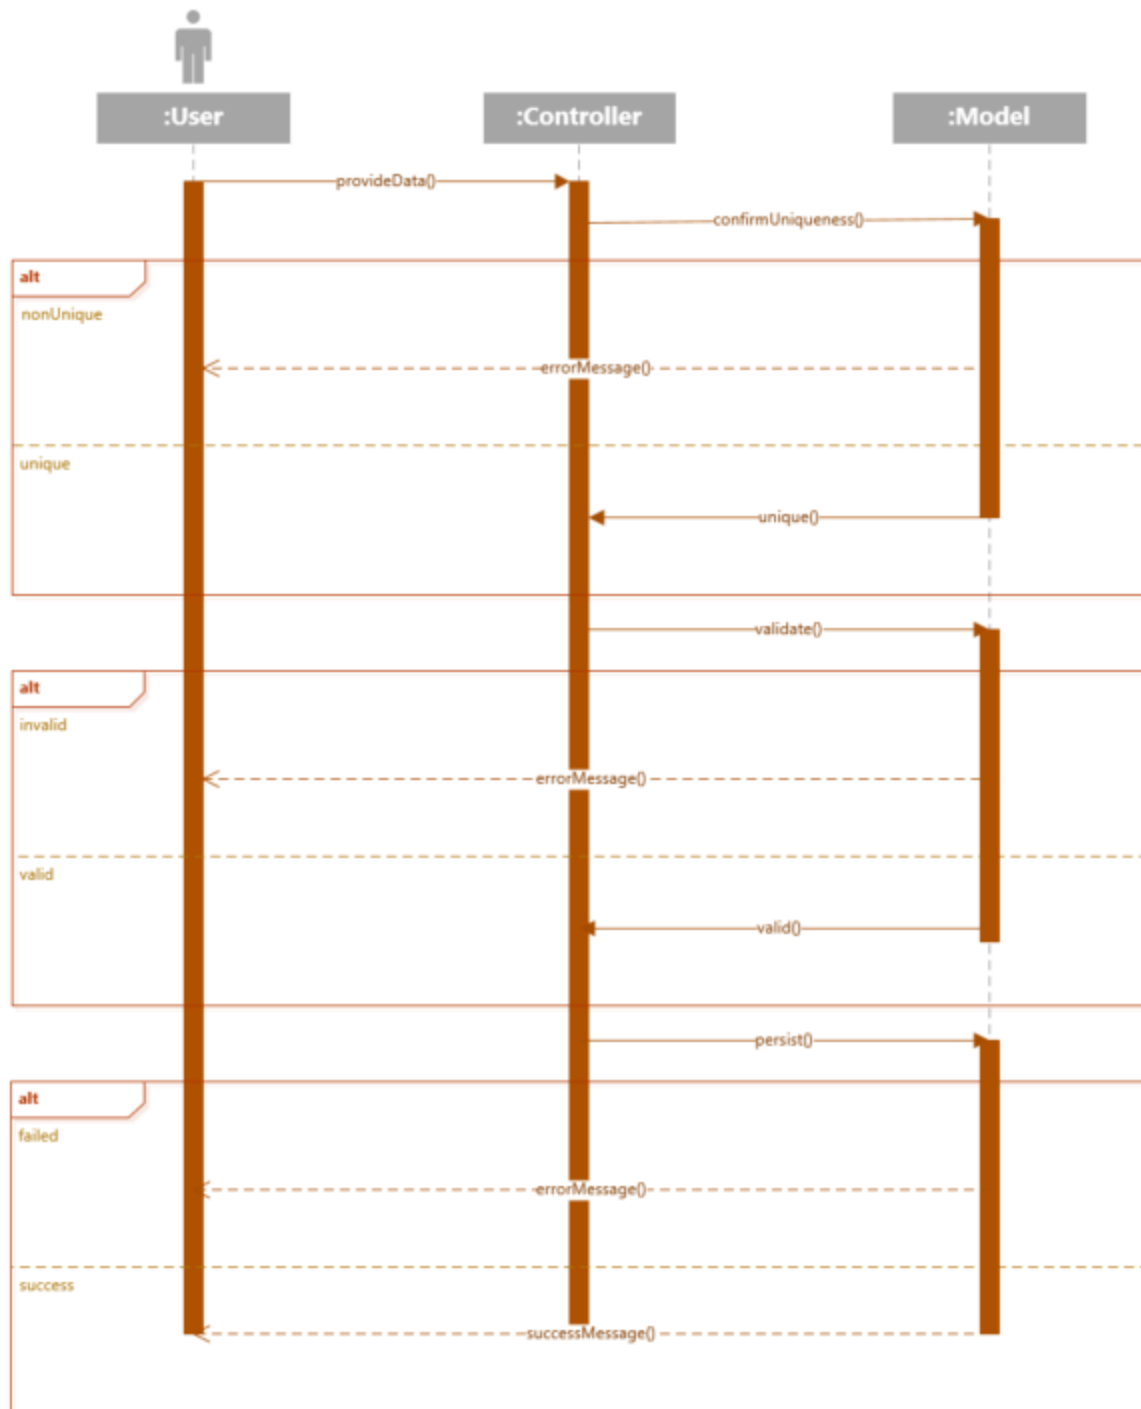 :User
:Controller
:Model
provideData()
confirmUniqueness()
alt
nonUnique
errorMessage()
unique
unique()
validate()
alt
invalid
errorMessage()
valid
valid()
persist()
alt
failed
errorMessage()
success
successMessage()